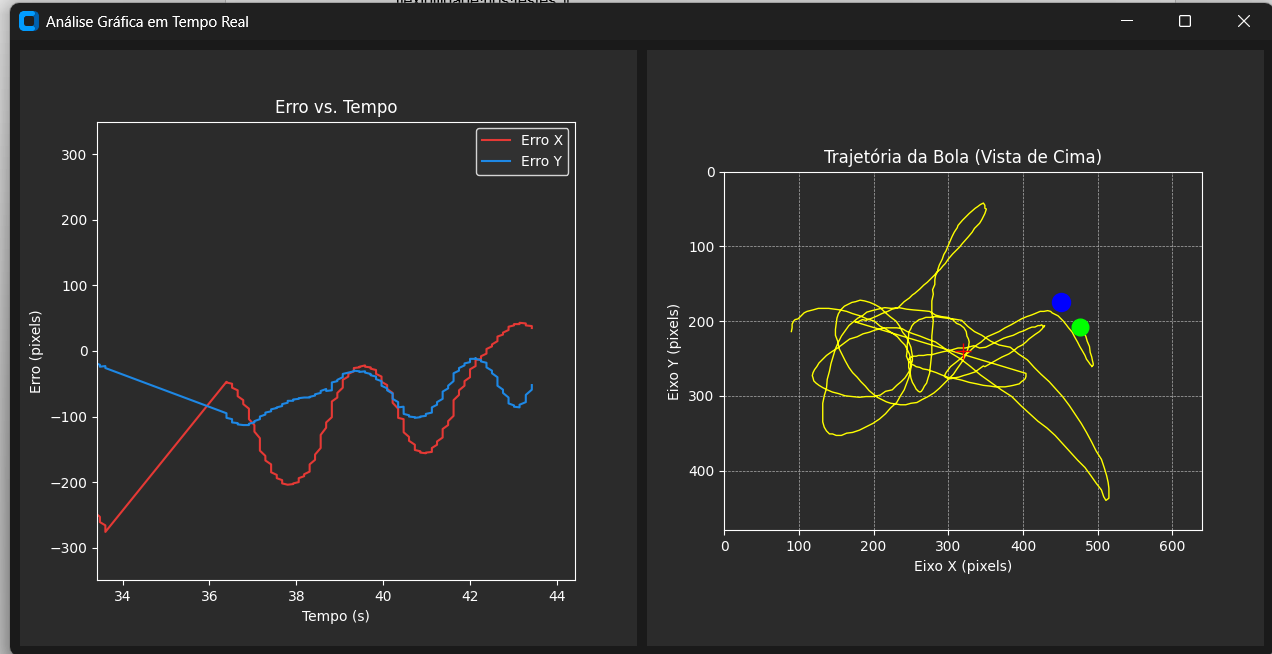 Análise Gráfica em Tempo Real
Erro vs. Tempo
Erro X
Erro Y
300
200
100
0
−100
−200
−300
Erro (pixels)
34
36
38
40
42
44
Tempo (s)
Trajetória da Bola (Vista de Cima)
0
100
200
300
400
Eixo Y (pixels)
0
100
200
300
400
500
600
Eixo X (pixels)